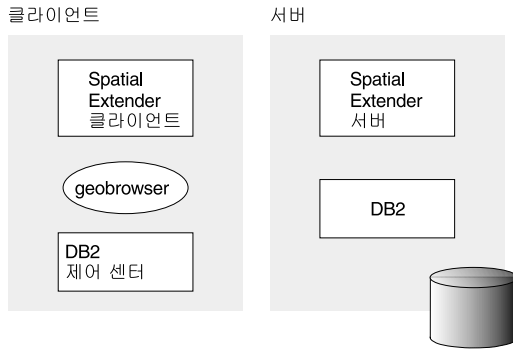 클라이언트
Spatial
Extender
클라이언트
geobrowser
DB2
제어 센터
서버
Spatial
Extender
서버
DB2